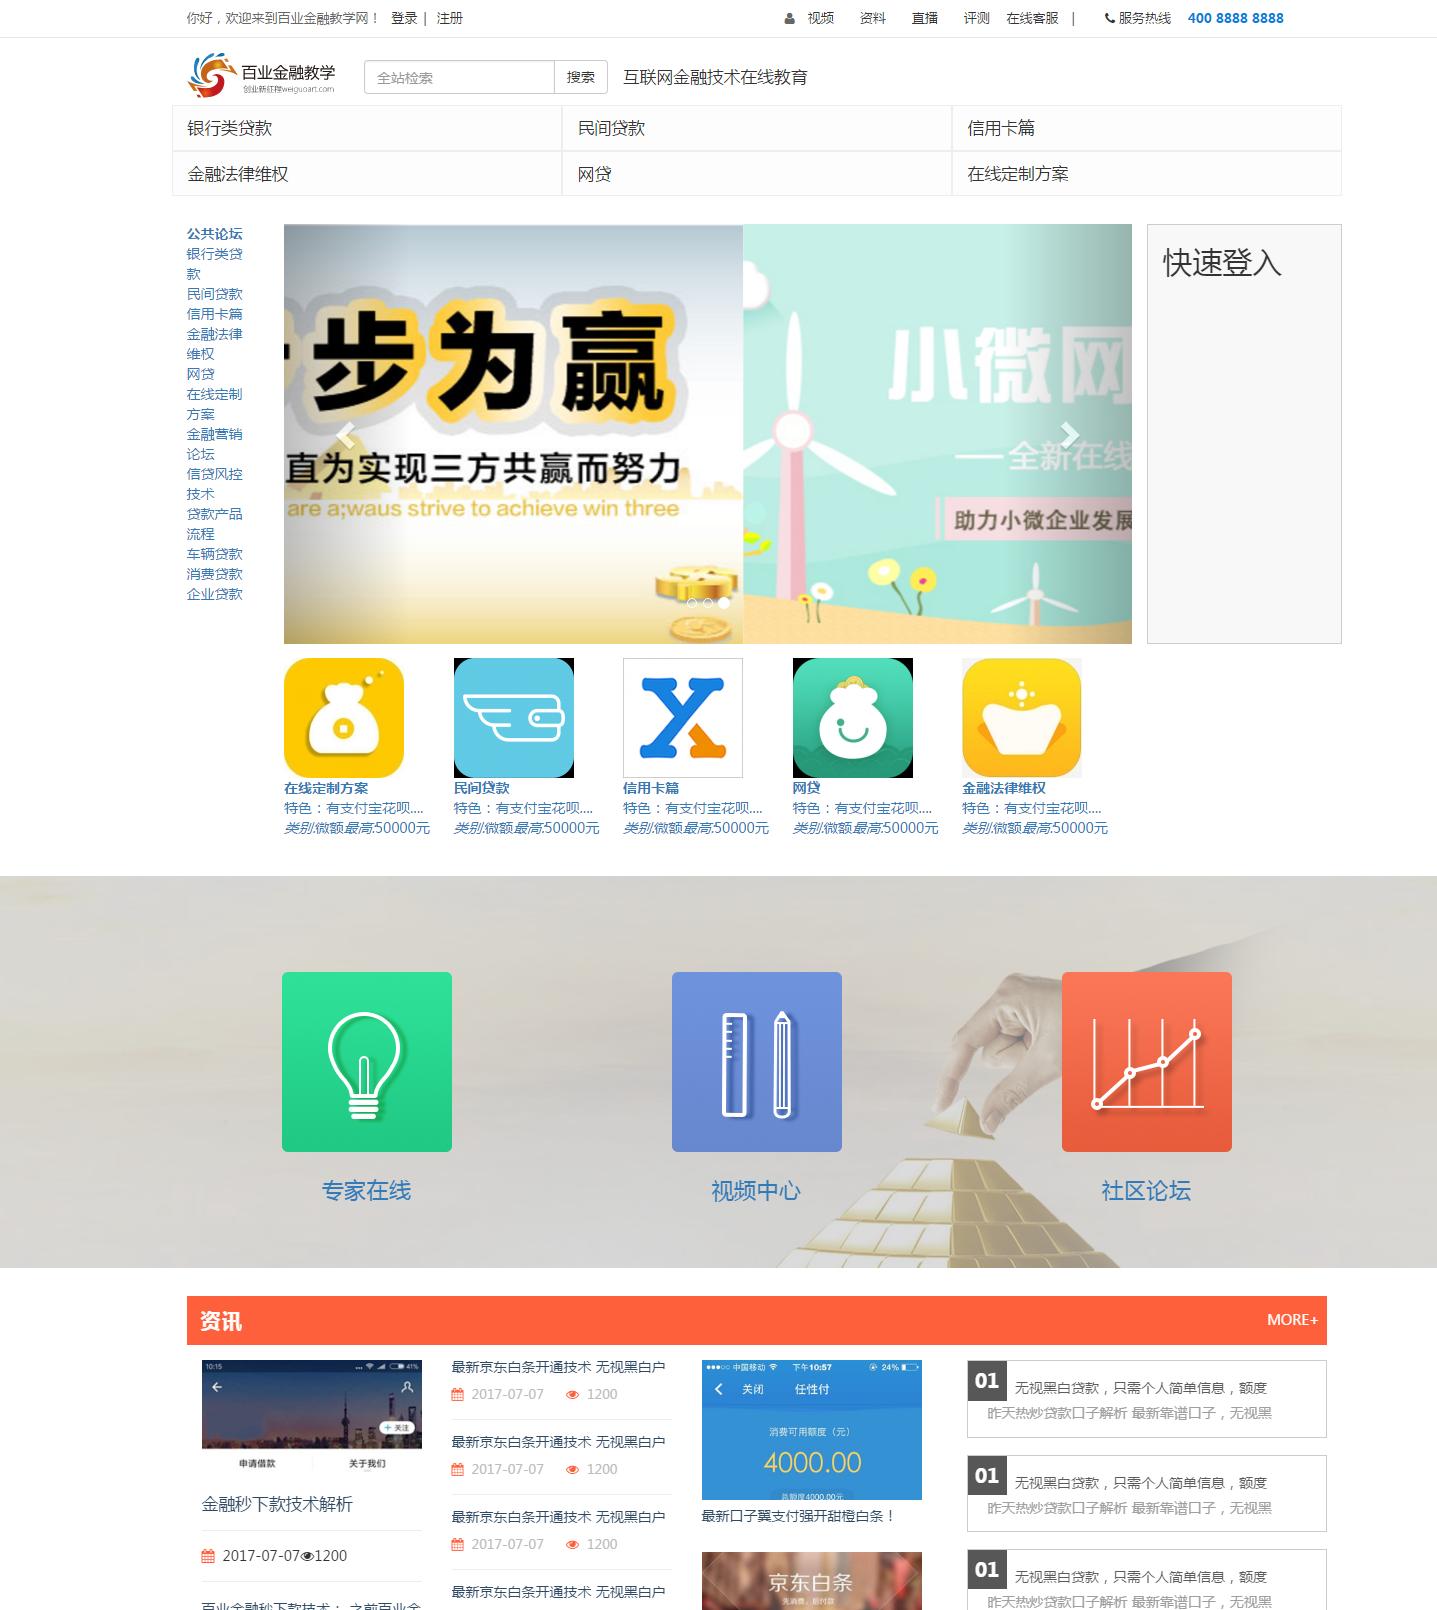 你好，欢迎来到百业金融教学网！ 登录 | 注册
视频 资料 直播 评测 在线客服 | 服务热线 400 8888 8888
百业金融教学
创业新征程weiguoart.com
全站检索 搜索 互联网金融技术在线教育
银行类贷款 民间贷款 信用卡篇
金融法律维权 网贷 在线定制方案
公共论坛
银行类贷
款
民间贷款
信用卡篇
金融法律
维权
网贷
在线定制
方案
金融营销
论坛
信贷风控
技术
贷款产品
流程
车辆贷款
消费贷款
企业贷款
步为赢
直为实现三方共赢而努力
are a;waus strive to achieve win three
小微网
—全新在线
助力小微企业发展
快速登入
在线定制方案
特色：有支付宝花呗....
类别:微额最高:50000元
民间贷款
特色：有支付宝花呗....
类别:微额最高:50000元
信用卡篇
特色：有支付宝花呗....
类别:微额最高:50000元
网贷
特色：有支付宝花呗....
类别:微额最高:50000元
金融法律维权
特色：有支付宝花呗....
类别:微额最高:50000元
专家在线 视频中心 社区论坛
资讯 MORE+
10:15 41%
+ 关注
申请借款 关于我们
金融秒下款技术解析
2017-07-07 1200
百业金融秒下款技术： 之前百业金
最新京东白条开通技术 无视黑白户
2017-07-07 1200
最新京东白条开通技术 无视黑白户
2017-07-07 1200
最新京东白条开通技术 无视黑白户
2017-07-07 1200
最新京东白条开通技术 无视黑白户
中国移动 下午10:57 24%
关闭 任性付
消费可用额度（元）
4000.00
总额度4000.00元
最新口子翼支付强开甜橙白条！
京东白条
先消费，后付款
01 无视黑白贷款，只需个人简单信息，额度
昨天热炒贷款口子解析 最新靠谱口子，无视黑
01 无视黑白贷款，只需个人简单信息，额度
昨天热炒贷款口子解析 最新靠谱口子，无视黑
01 无视黑白贷款，只需个人简单信息，额度
昨天热炒贷款口子解析 最新靠谱口子，无视黑